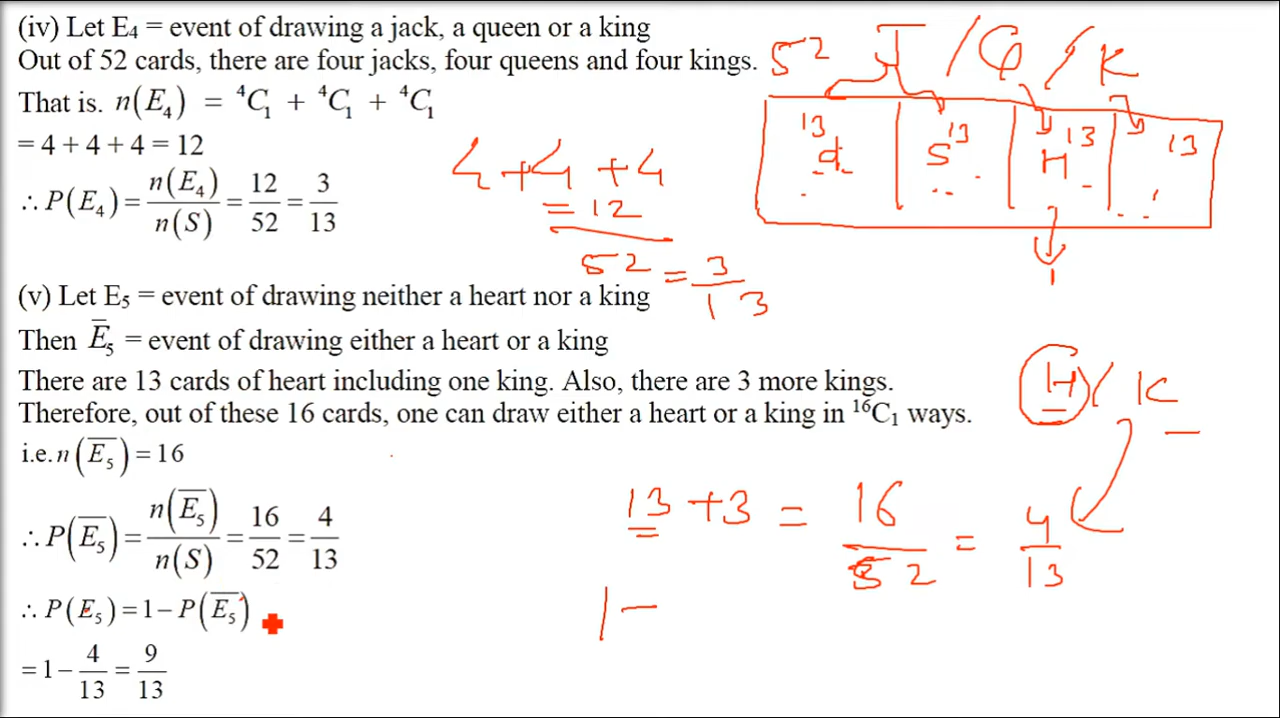 (iv) Let E₄ = event of drawing a jack, a queen or a king
Out of 52 cards, there are four jacks, four queens and four kings.
That is. n(E₄) = ⁴C₁ + ⁴C₁ + ⁴C₁
= 4 + 4 + 4 = 12
∴ P(E₄) = n(E₄)/n(S) = 12/52 = 3/13
(v) Let E₅ = event of drawing neither a heart nor a king
Then E̅₅ = event of drawing either a heart or a king
There are 13 cards of heart including one king. Also, there are 3 more kings.
Therefore, out of these 16 cards, one can draw either a heart or a king in ¹⁶C₁ ways.
i.e. n(E̅₅) = 16
∴ P(E̅₅) = n(E̅₅)/n(S) = 16/52 = 4/13
∴ P(E₅) = 1 − P(E̅₅)
= 1 − 4/13 = 9/13
52 J / Q / K
13 13 13 13
d S H
4 + 4 + 4
= 12
52 = 3/13
H / K
13 + 3 = 16/52 = 4/13
1 −